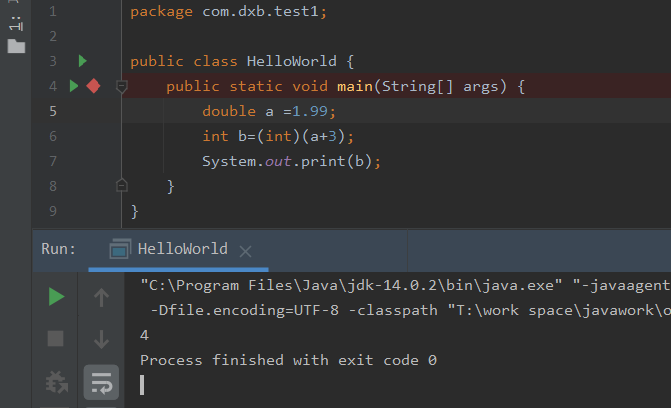 1 package com.dxb.test1;
2
3 public class HelloWorld {
4 public static void main(String[] args) {
5 double a =1.99;
6 int b=(int)(a+3);
7 System.out.print(b);
8 }
9 }
Run: HelloWorld
"C:\Program Files\Java\jdk-14.0.2\bin\java.exe" "-javaagent
-Dfile.encoding=UTF-8 -classpath "T:\work space\javawork\o
4
Process finished with exit code 0